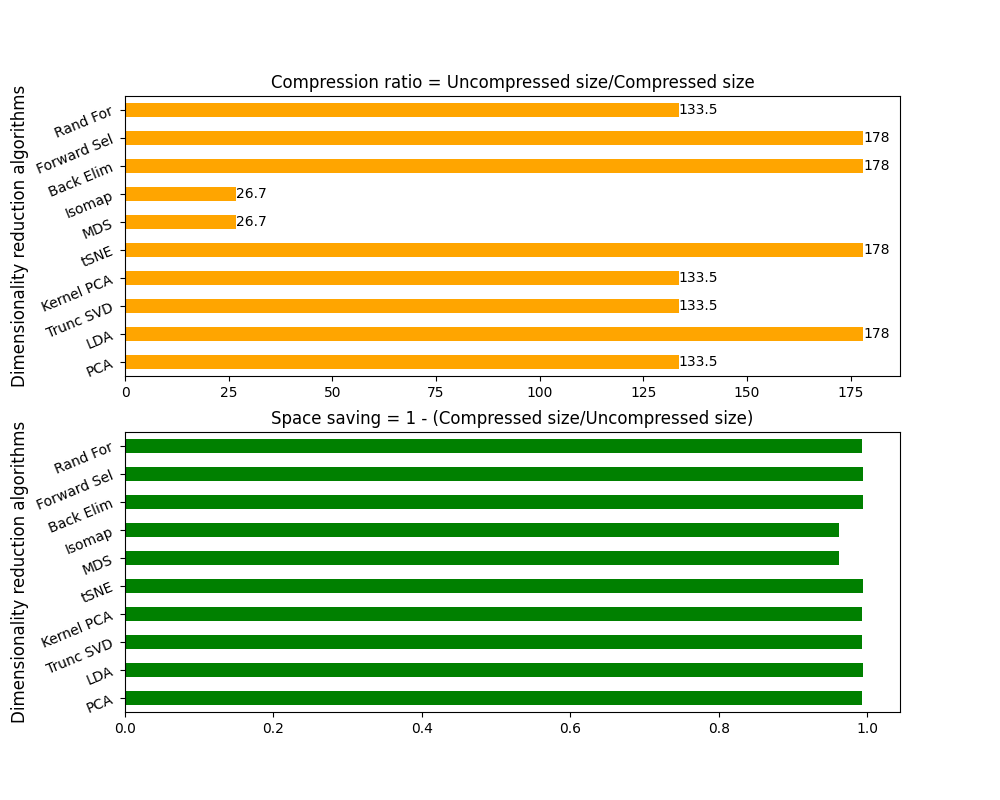 Compression ratio = Uncompressed size/Compressed size
Dimensionality reduction algorithms
Rand For
133.5
Forward Sel
178
Back Elim
178
Isomap
26.7
MDS
26.7
tSNE
178
Kernel PCA
133.5
Trunc SVD
133.5
LDA
178
PCA
133.5
0 25 50 75 100 125 150 175
Space saving = 1 - (Compressed size/Uncompressed size)
Dimensionality reduction algorithms
Rand For
Forward Sel
Back Elim
Isomap
MDS
tSNE
Kernel PCA
Trunc SVD
LDA
PCA
0.0 0.2 0.4 0.6 0.8 1.0